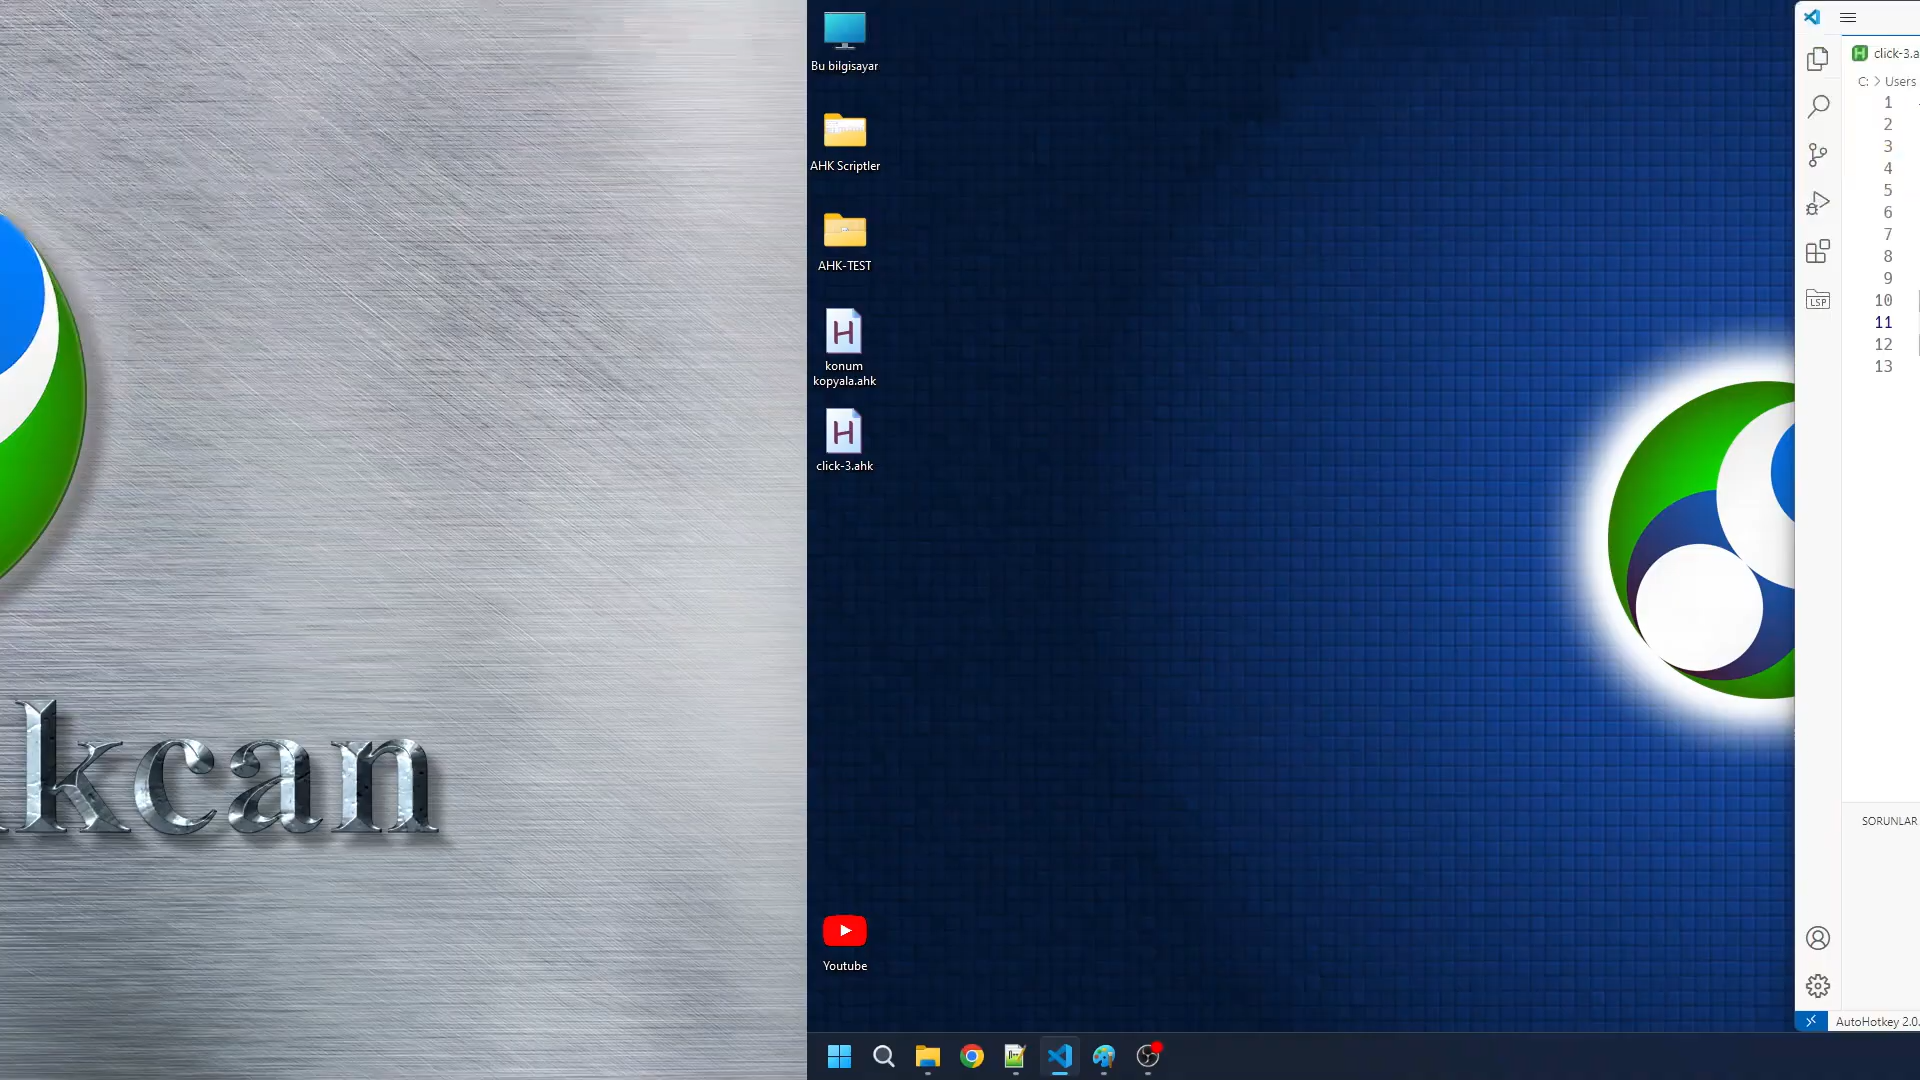 kcan
Bu bilgisayar
AHK Scriptler
AHK-TEST
konum
kopyala.ahk
click-3.ahk
Youtube
click-3.a
C: > Users
1
2
3
4
5
6
7
8
9
10
11
12
13
LSP
SORUNLAR
AutoHotkey 2.0.